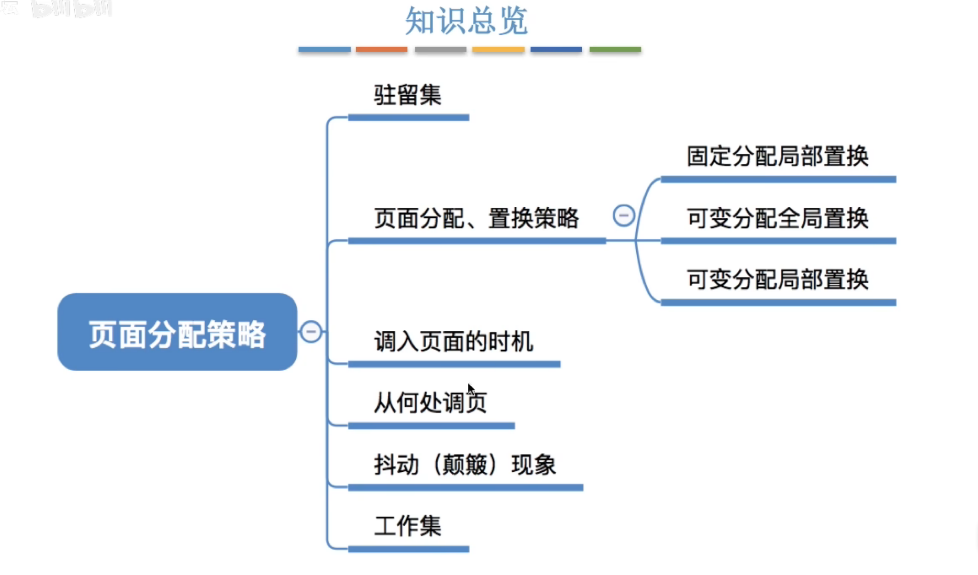 知识总览
驻留集
页面分配、置换策略
固定分配局部置换
可变分配全局置换
可变分配局部置换
页面分配策略
调入页面的时机
从何处调页
抖动（颠簸）现象
工作集